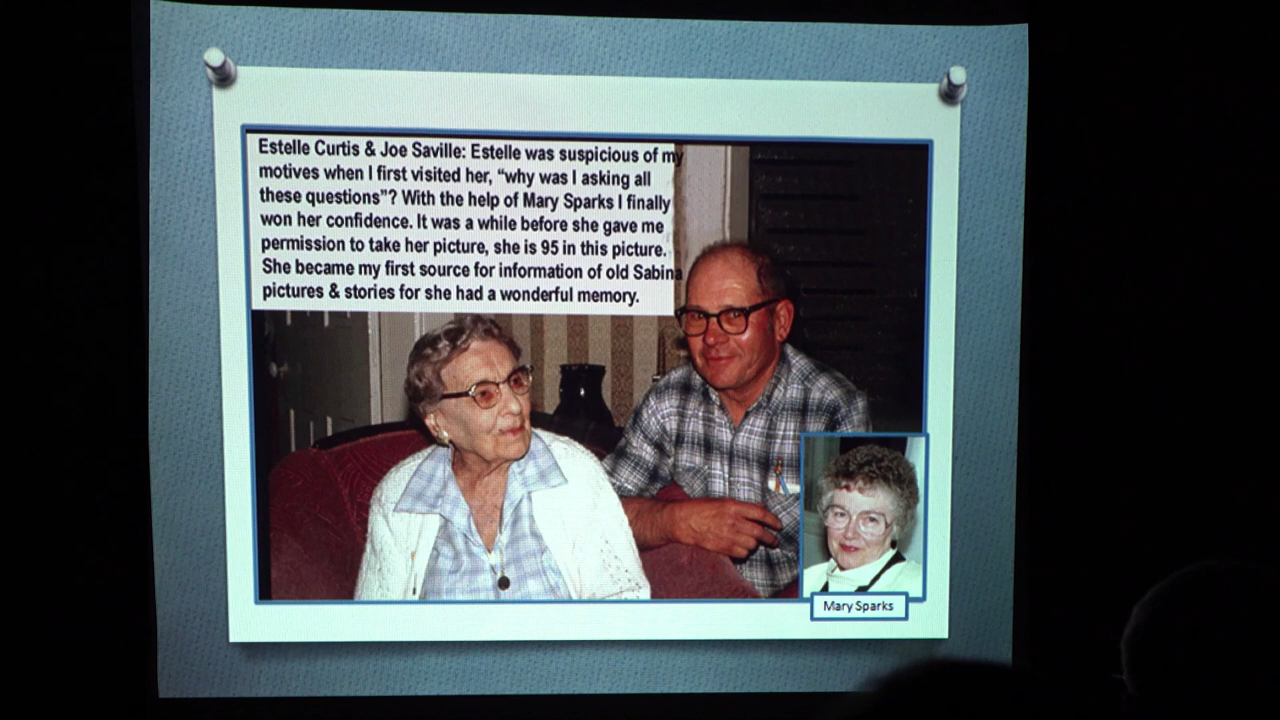 Estelle Curtis & Joe Saville: Estelle was suspicious of my
motives when I first visited her, “why was I asking all
these questions”? With the help of Mary Sparks I finally
won her confidence. It was a while before she gave me
permission to take her picture, she is 95 in this picture.
She became my first source for information of old Sabina
pictures & stories for she had a wonderful memory.
Mary Sparks